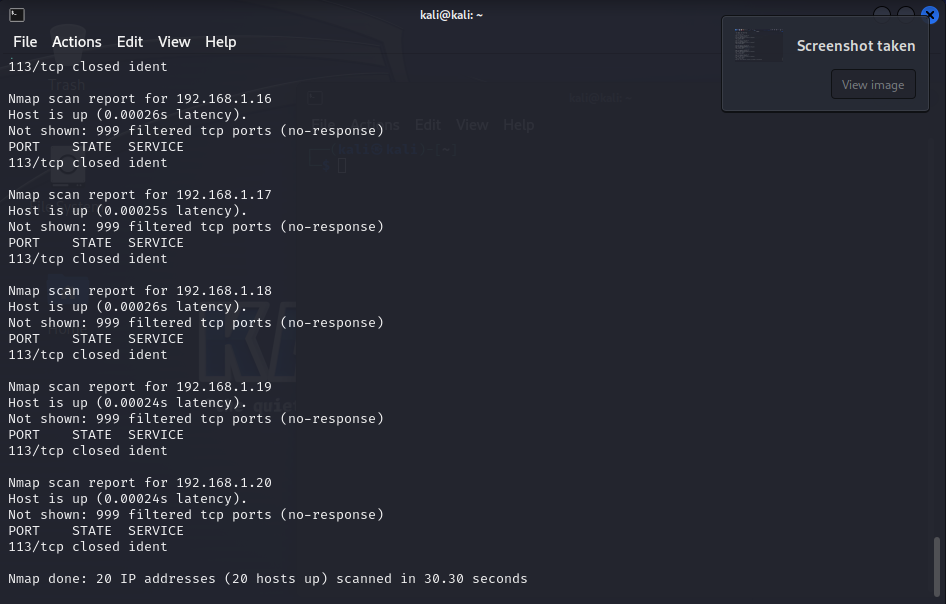 kali@kali: ~
File Actions Edit View Help
Screenshot taken
View image
113/tcp closed ident
Nmap scan report for 192.168.1.16
Host is up (0.00026s latency).
Not shown: 999 filtered tcp ports (no-response)
PORT    STATE  SERVICE
113/tcp closed ident
Nmap scan report for 192.168.1.17
Host is up (0.00025s latency).
Not shown: 999 filtered tcp ports (no-response)
PORT    STATE  SERVICE
113/tcp closed ident
Nmap scan report for 192.168.1.18
Host is up (0.00026s latency).
Not shown: 999 filtered tcp ports (no-response)
PORT    STATE  SERVICE
113/tcp closed ident
Nmap scan report for 192.168.1.19
Host is up (0.00024s latency).
Not shown: 999 filtered tcp ports (no-response)
PORT    STATE  SERVICE
113/tcp closed ident
Nmap scan report for 192.168.1.20
Host is up (0.00024s latency).
Not shown: 999 filtered tcp ports (no-response)
PORT    STATE  SERVICE
113/tcp closed ident
Nmap done: 20 IP addresses (20 hosts up) scanned in 30.30 seconds
Trash
File Actions Edit View Help